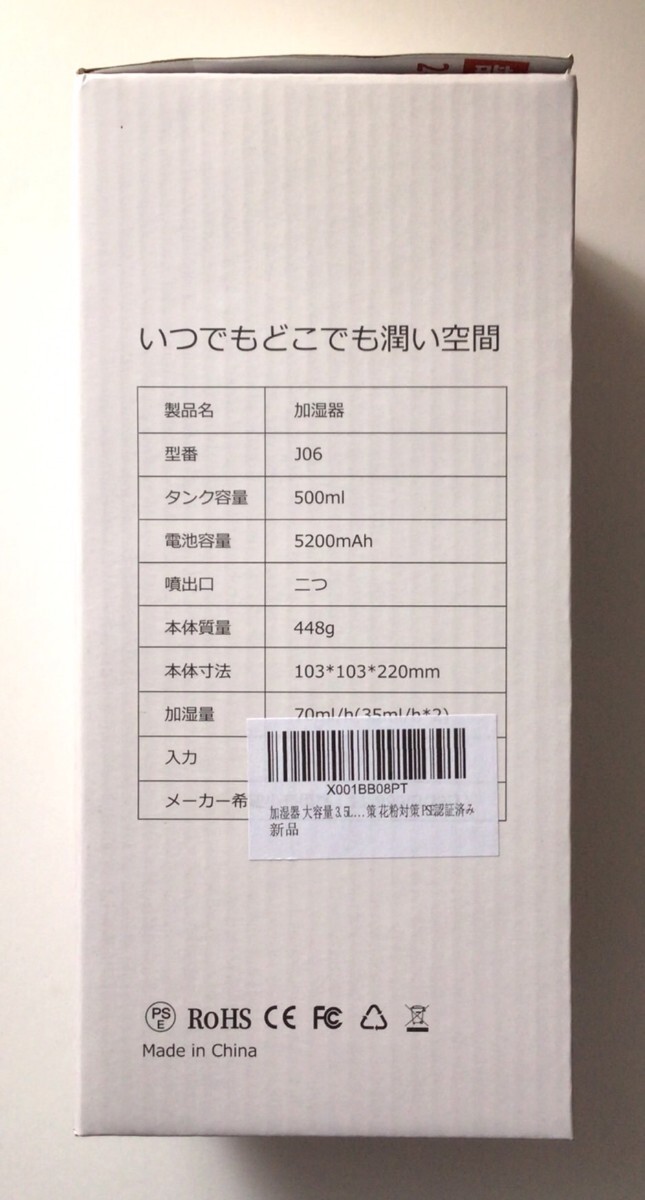 いつでもどこでも潤い空間
製品名 加湿器
型番 J06
タンク容量 500ml
電池容量 5200mAh
噴出口 二つ
本体質量 448g
本体寸法 103*103*220mm
加湿量 70ml/h(35ml/h*2)
入力
メーカー希
X001BB08PT
加湿器 大容量 3.5L…策 花粉対策 PSE認証済み
新品
PS
E
RoHS CE FC
Made in China